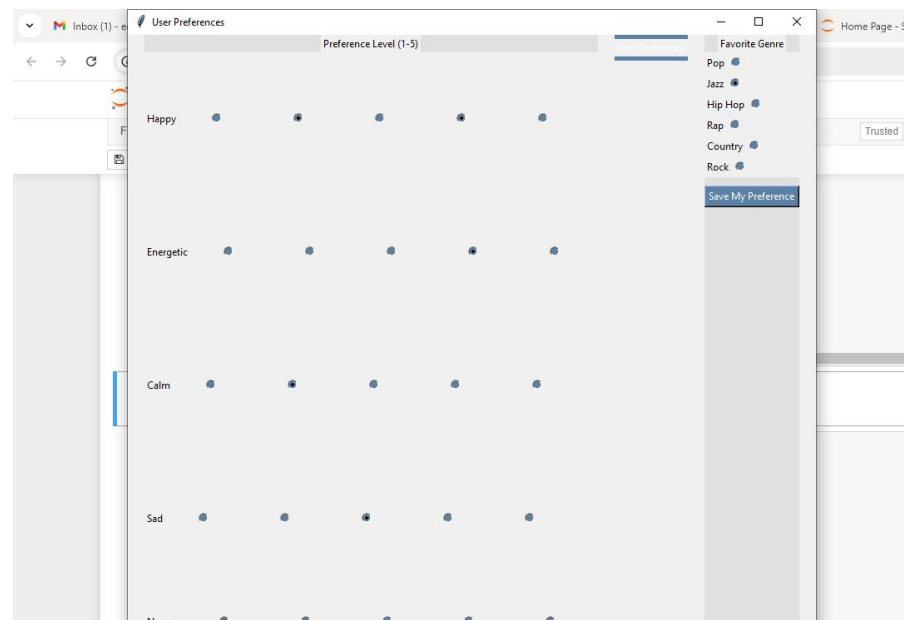 Inbox (1) - e
User Preferences
Home Page - S
Trusted
Preference Level (1-5)
User Preference
Favorite Genre
Pop
Jazz
Hip Hop
Rap
Country
Rock
Save My Preference
Happy
Energetic
Calm
Sad